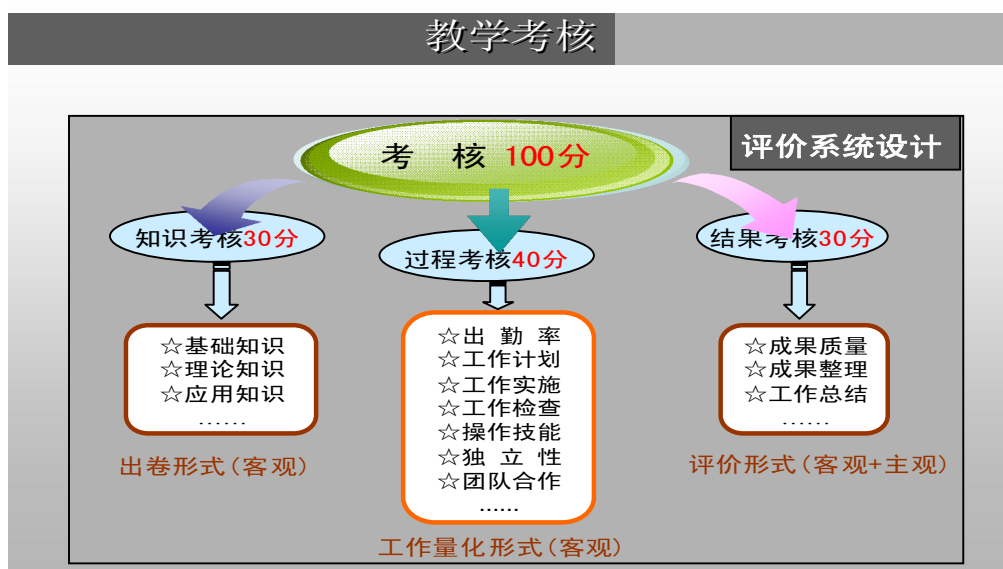 教学考核
评价系统设计
考 核 100分
知识考核30分
☆基础知识
☆理论知识
☆应用知识
……
出卷形式(客观)
过程考核40分
☆出 勤 率
☆工作计划
☆工作实施
☆工作检查
☆操作技能
☆独 立 性
☆团队合作
……
工作量化形式(客观)
结果考核30分
☆成果质量
☆成果整理
☆工作总结
……
评价形式(客观+主观)